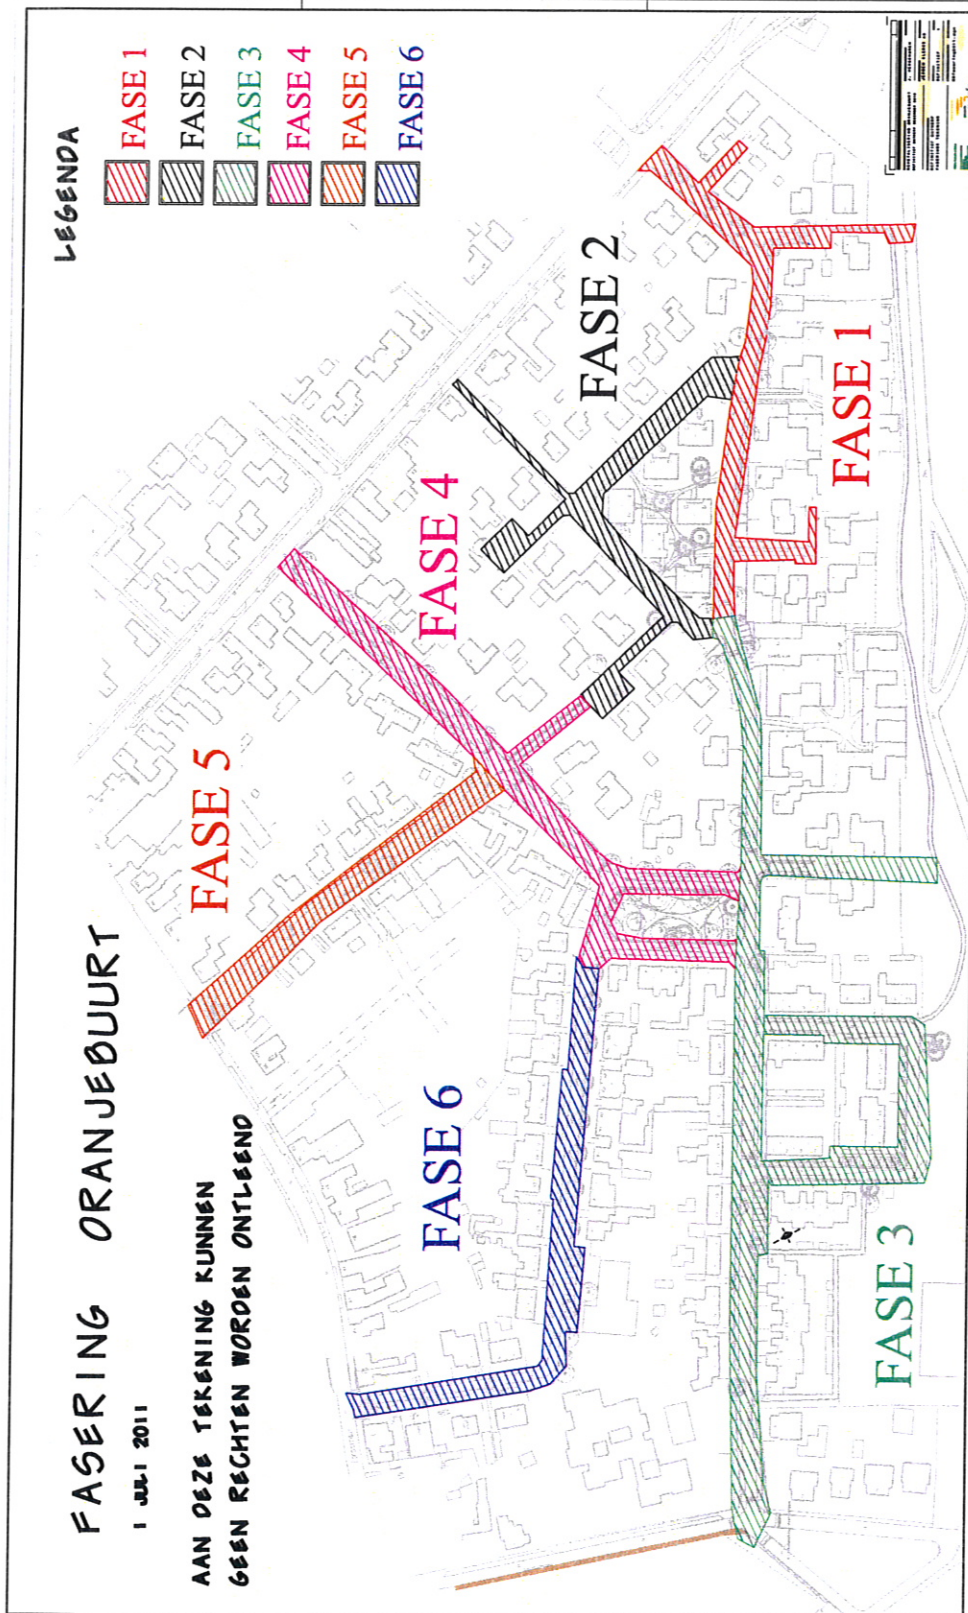 FASERING ORANJEBUURT
1 JULI 2011
AAN DEZE TEKENING KUNNEN
GEEN RECHTEN WORDEN ONTLEEND
LEGENDA
FASE 1
FASE 2
FASE 3
FASE 4
FASE 5
FASE 6
FASE 5
FASE 6
FASE 4
FASE 2
FASE 3
FASE 1